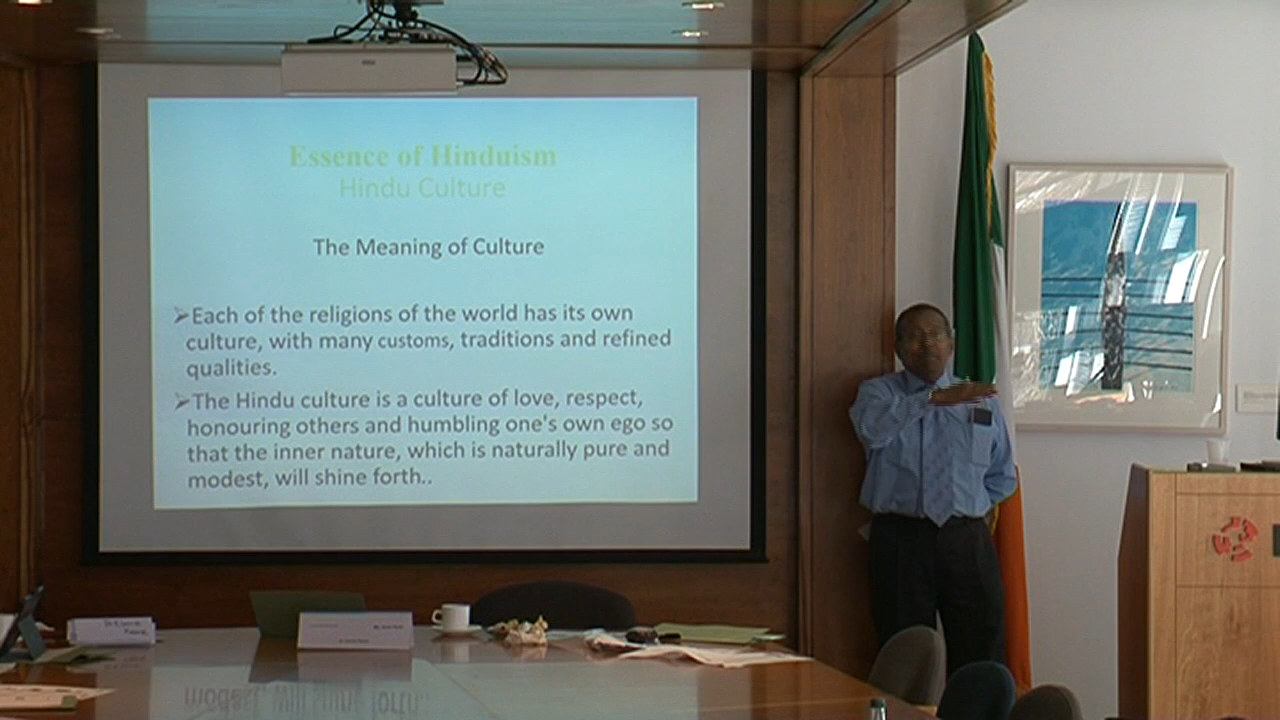 Essence of Hinduism
Hindu Culture
The Meaning of Culture
➢Each of the religions of the world has its own
culture, with many customs, traditions and refined
qualities.
➢The Hindu culture is a culture of love, respect,
honouring others and humbling one's own ego so
that the inner nature, which is naturally pure and
modest, will shine forth..